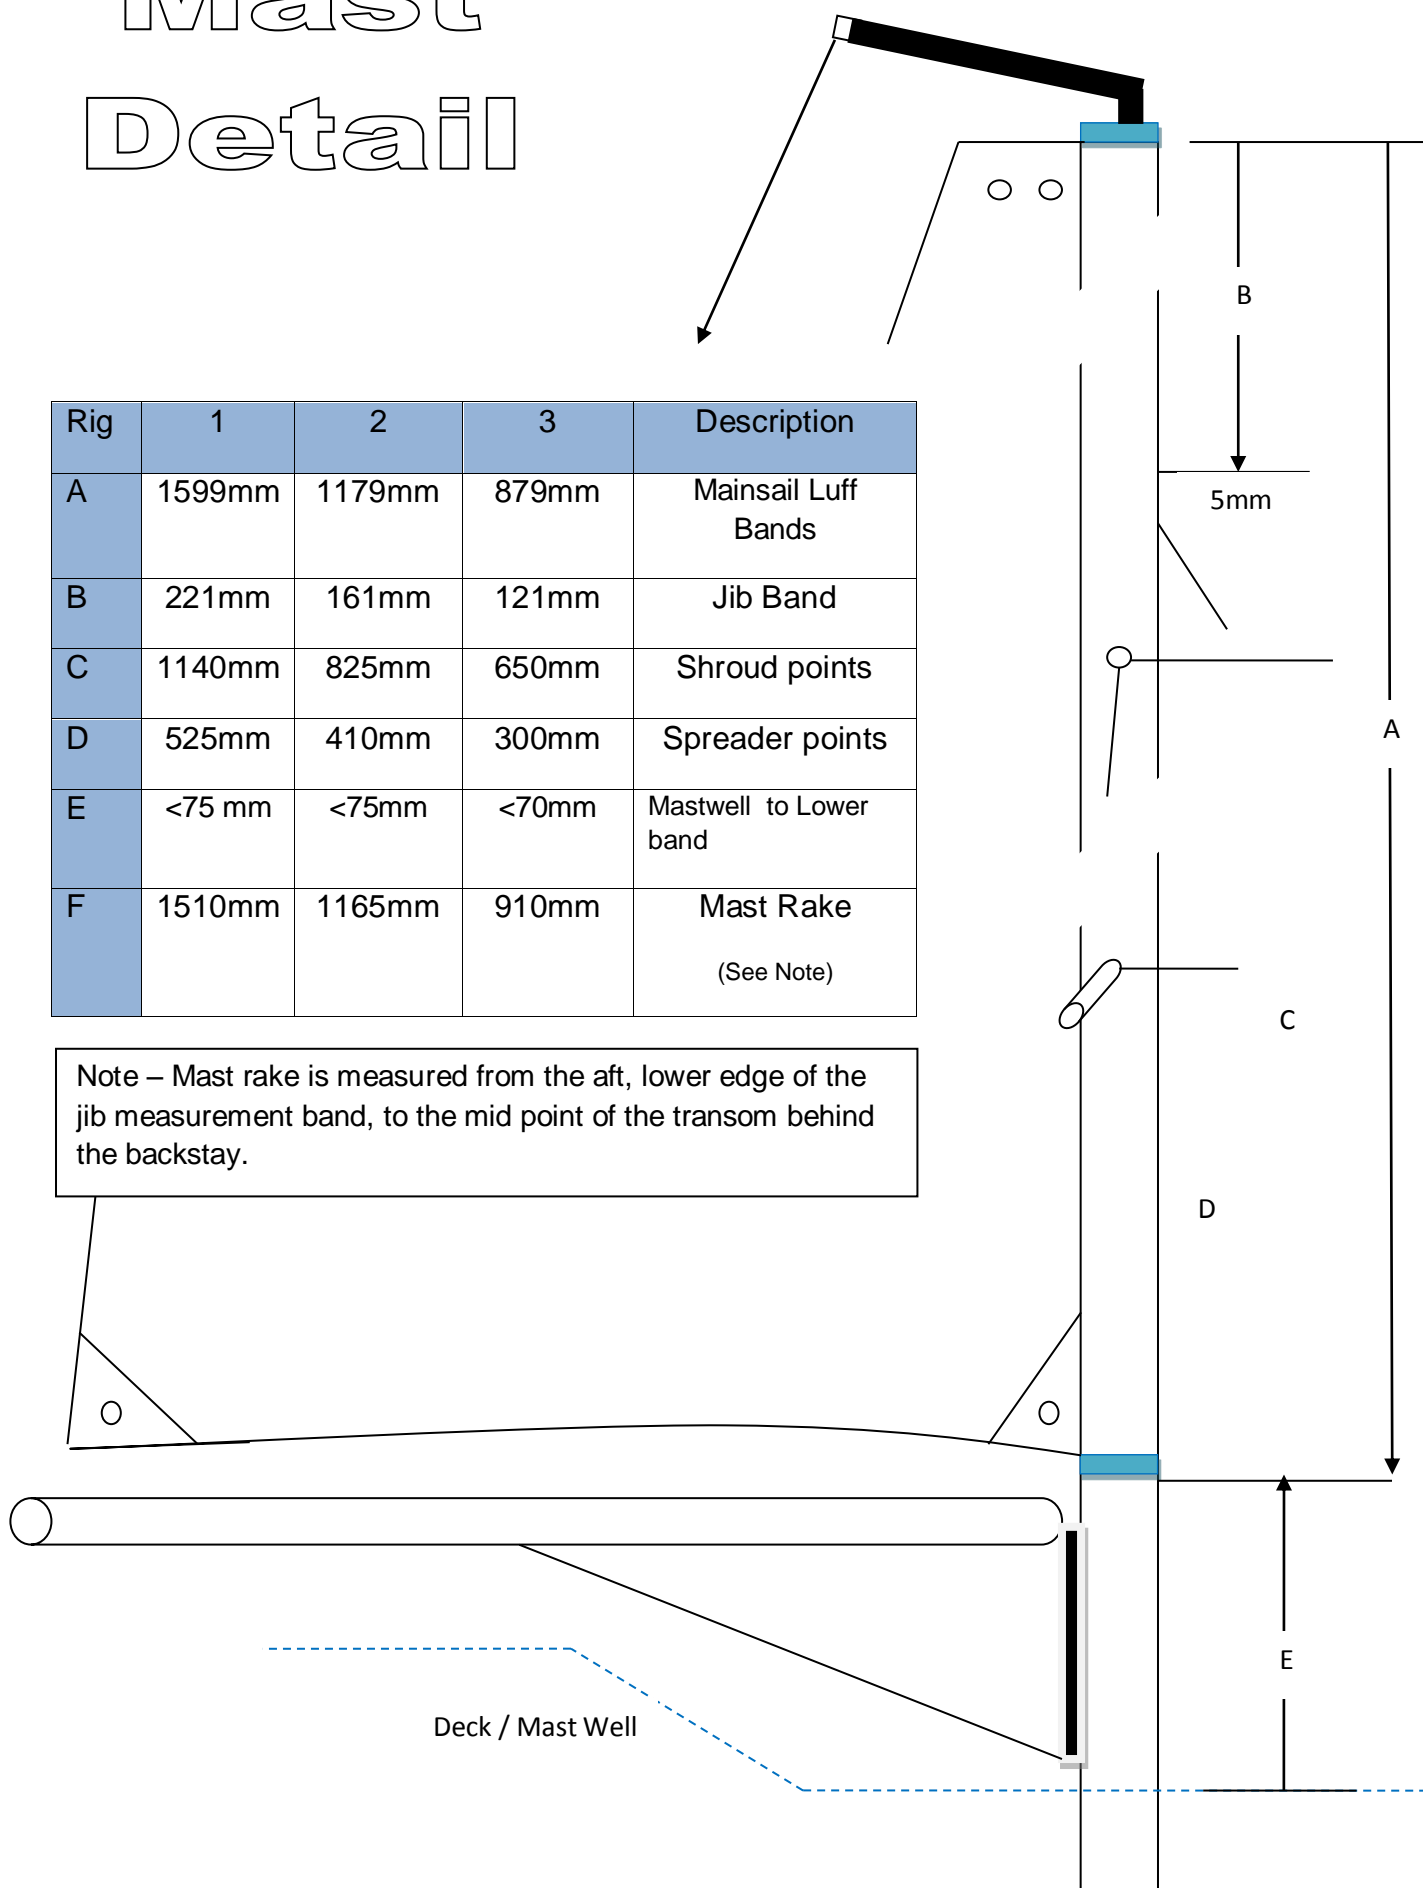 Mast
Detail
B
5mm
A
Rig 1 2 3 Description
A 1599mm 1179mm 879mm Mainsail Luff
Bands
B 221mm 161mm 121mm Jib Band
C 1140mm 825mm 650mm Shroud points
D 525mm 410mm 300mm Spreader points
E <75 mm <75mm <70mm Mastwell to Lower
band
F 1510mm 1165mm 910mm Mast Rake
(See Note)
C
Note – Mast rake is measured from the aft, lower edge of the
jib measurement band, to the mid point of the transom behind
the backstay.
D
E
Deck / Mast Well